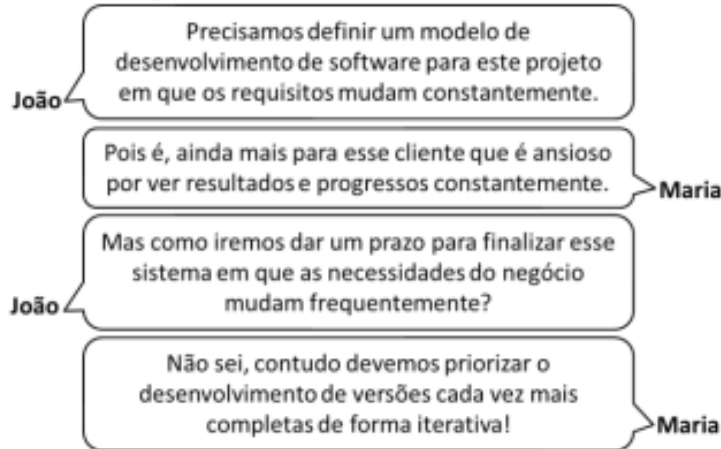 Precisamos definir um modelo de
desenvolvimento de software para este projeto
em que os requisitos mudam constantemente.
João
Pois é, ainda mais para esse cliente que é ansioso
por ver resultados e progressos constantemente.
Maria
Mas como iremos dar um prazo para finalizar esse
sistema em que as necessidades do negócio
mudam frequentemente?
João
Não sei, contudo devemos priorizar o
desenvolvimento de versões cada vez mais
completas de forma iterativa!
Maria